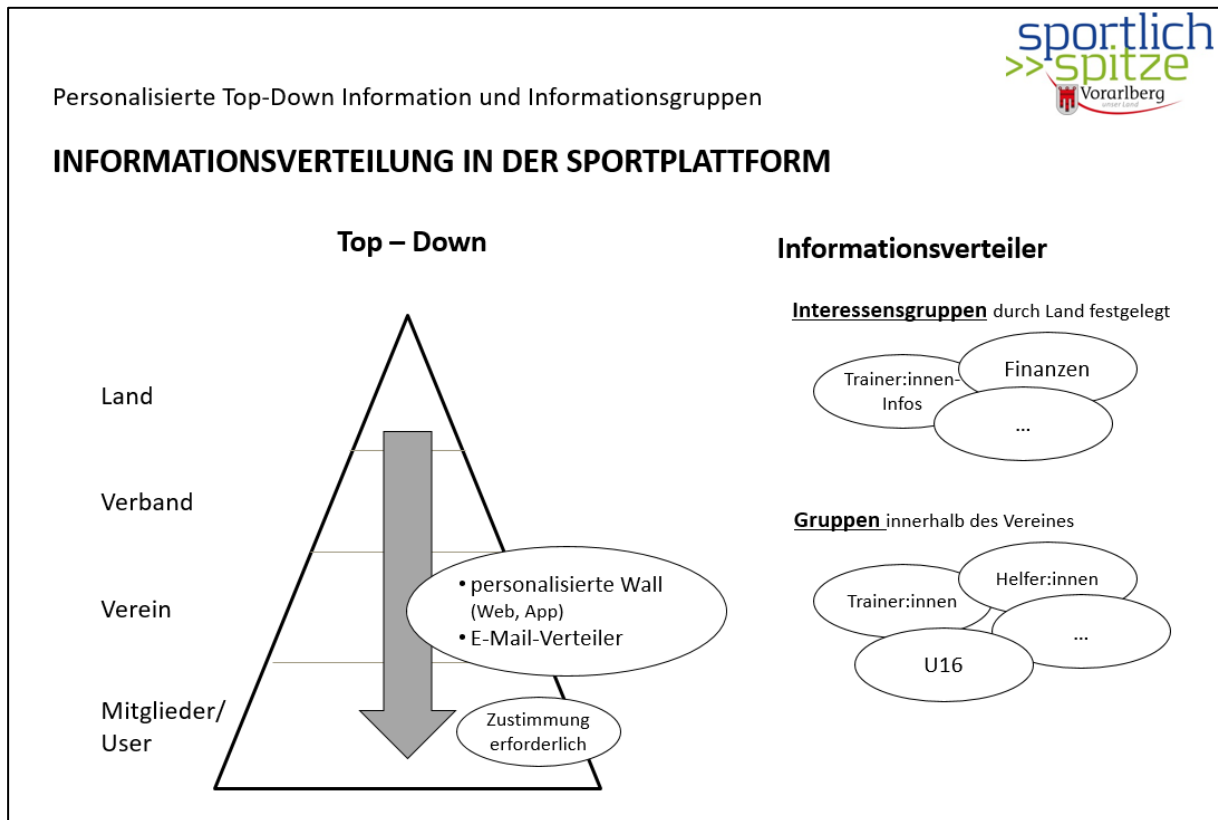 sportlich
>>spitze
Vorarlberg
unser Land
Personalisierte Top-Down Information und Informationsgruppen
INFORMATIONSVERTEILUNG IN DER SPORTPLATTFORM
Top – Down
Land
Verband
Verein
Mitglieder/
User
• personalisierte Wall
(Web, App)
• E-Mail-Verteiler
Zustimmung
erforderlich
Informationsverteiler
Interessensgruppen durch Land festgelegt
Trainer:innen-
Infos
Finanzen
...
Gruppen innerhalb des Vereines
Trainer:innen
Helfer:innen
...
U16